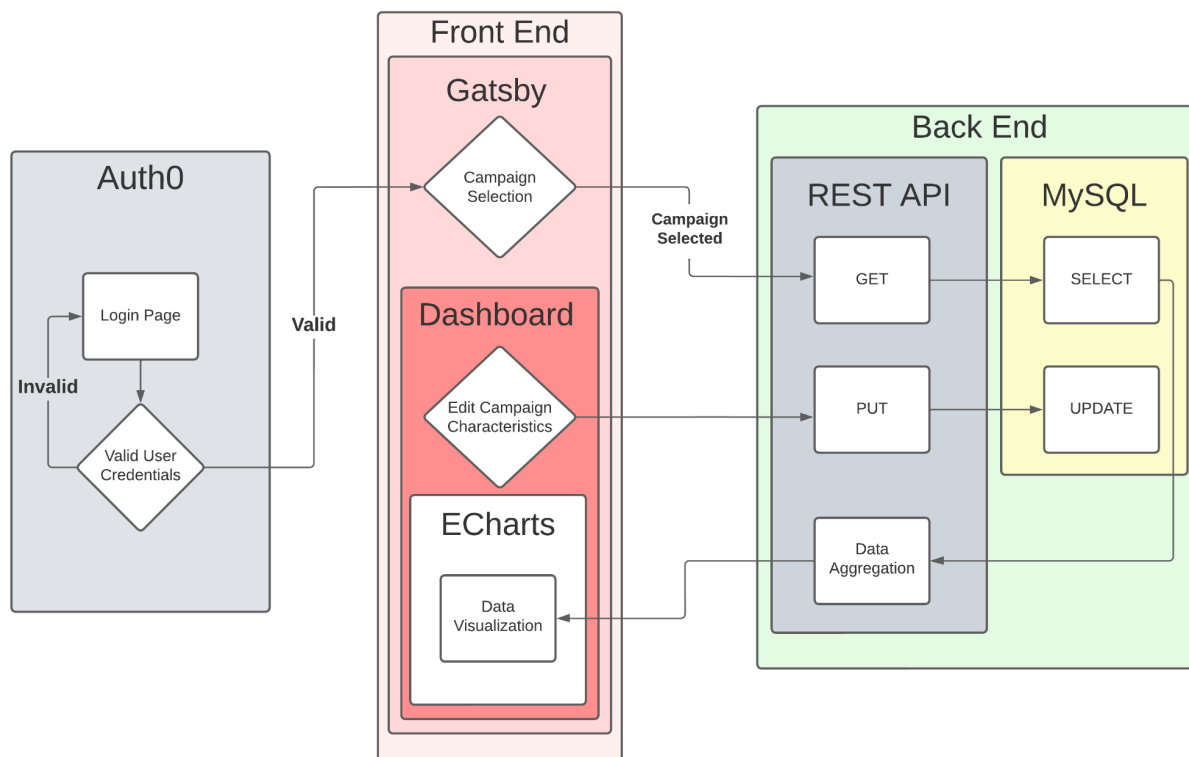 Auth0
Login Page
Invalid
Valid User
Credentials
Valid
Front End
Gatsby
Campaign
Selection
Campaign
Selected
Dashboard
Edit Campaign
Characteristics
ECharts
Data
Visualization
Back End
REST API
GET
PUT
Data
Aggregation
MySQL
SELECT
UPDATE